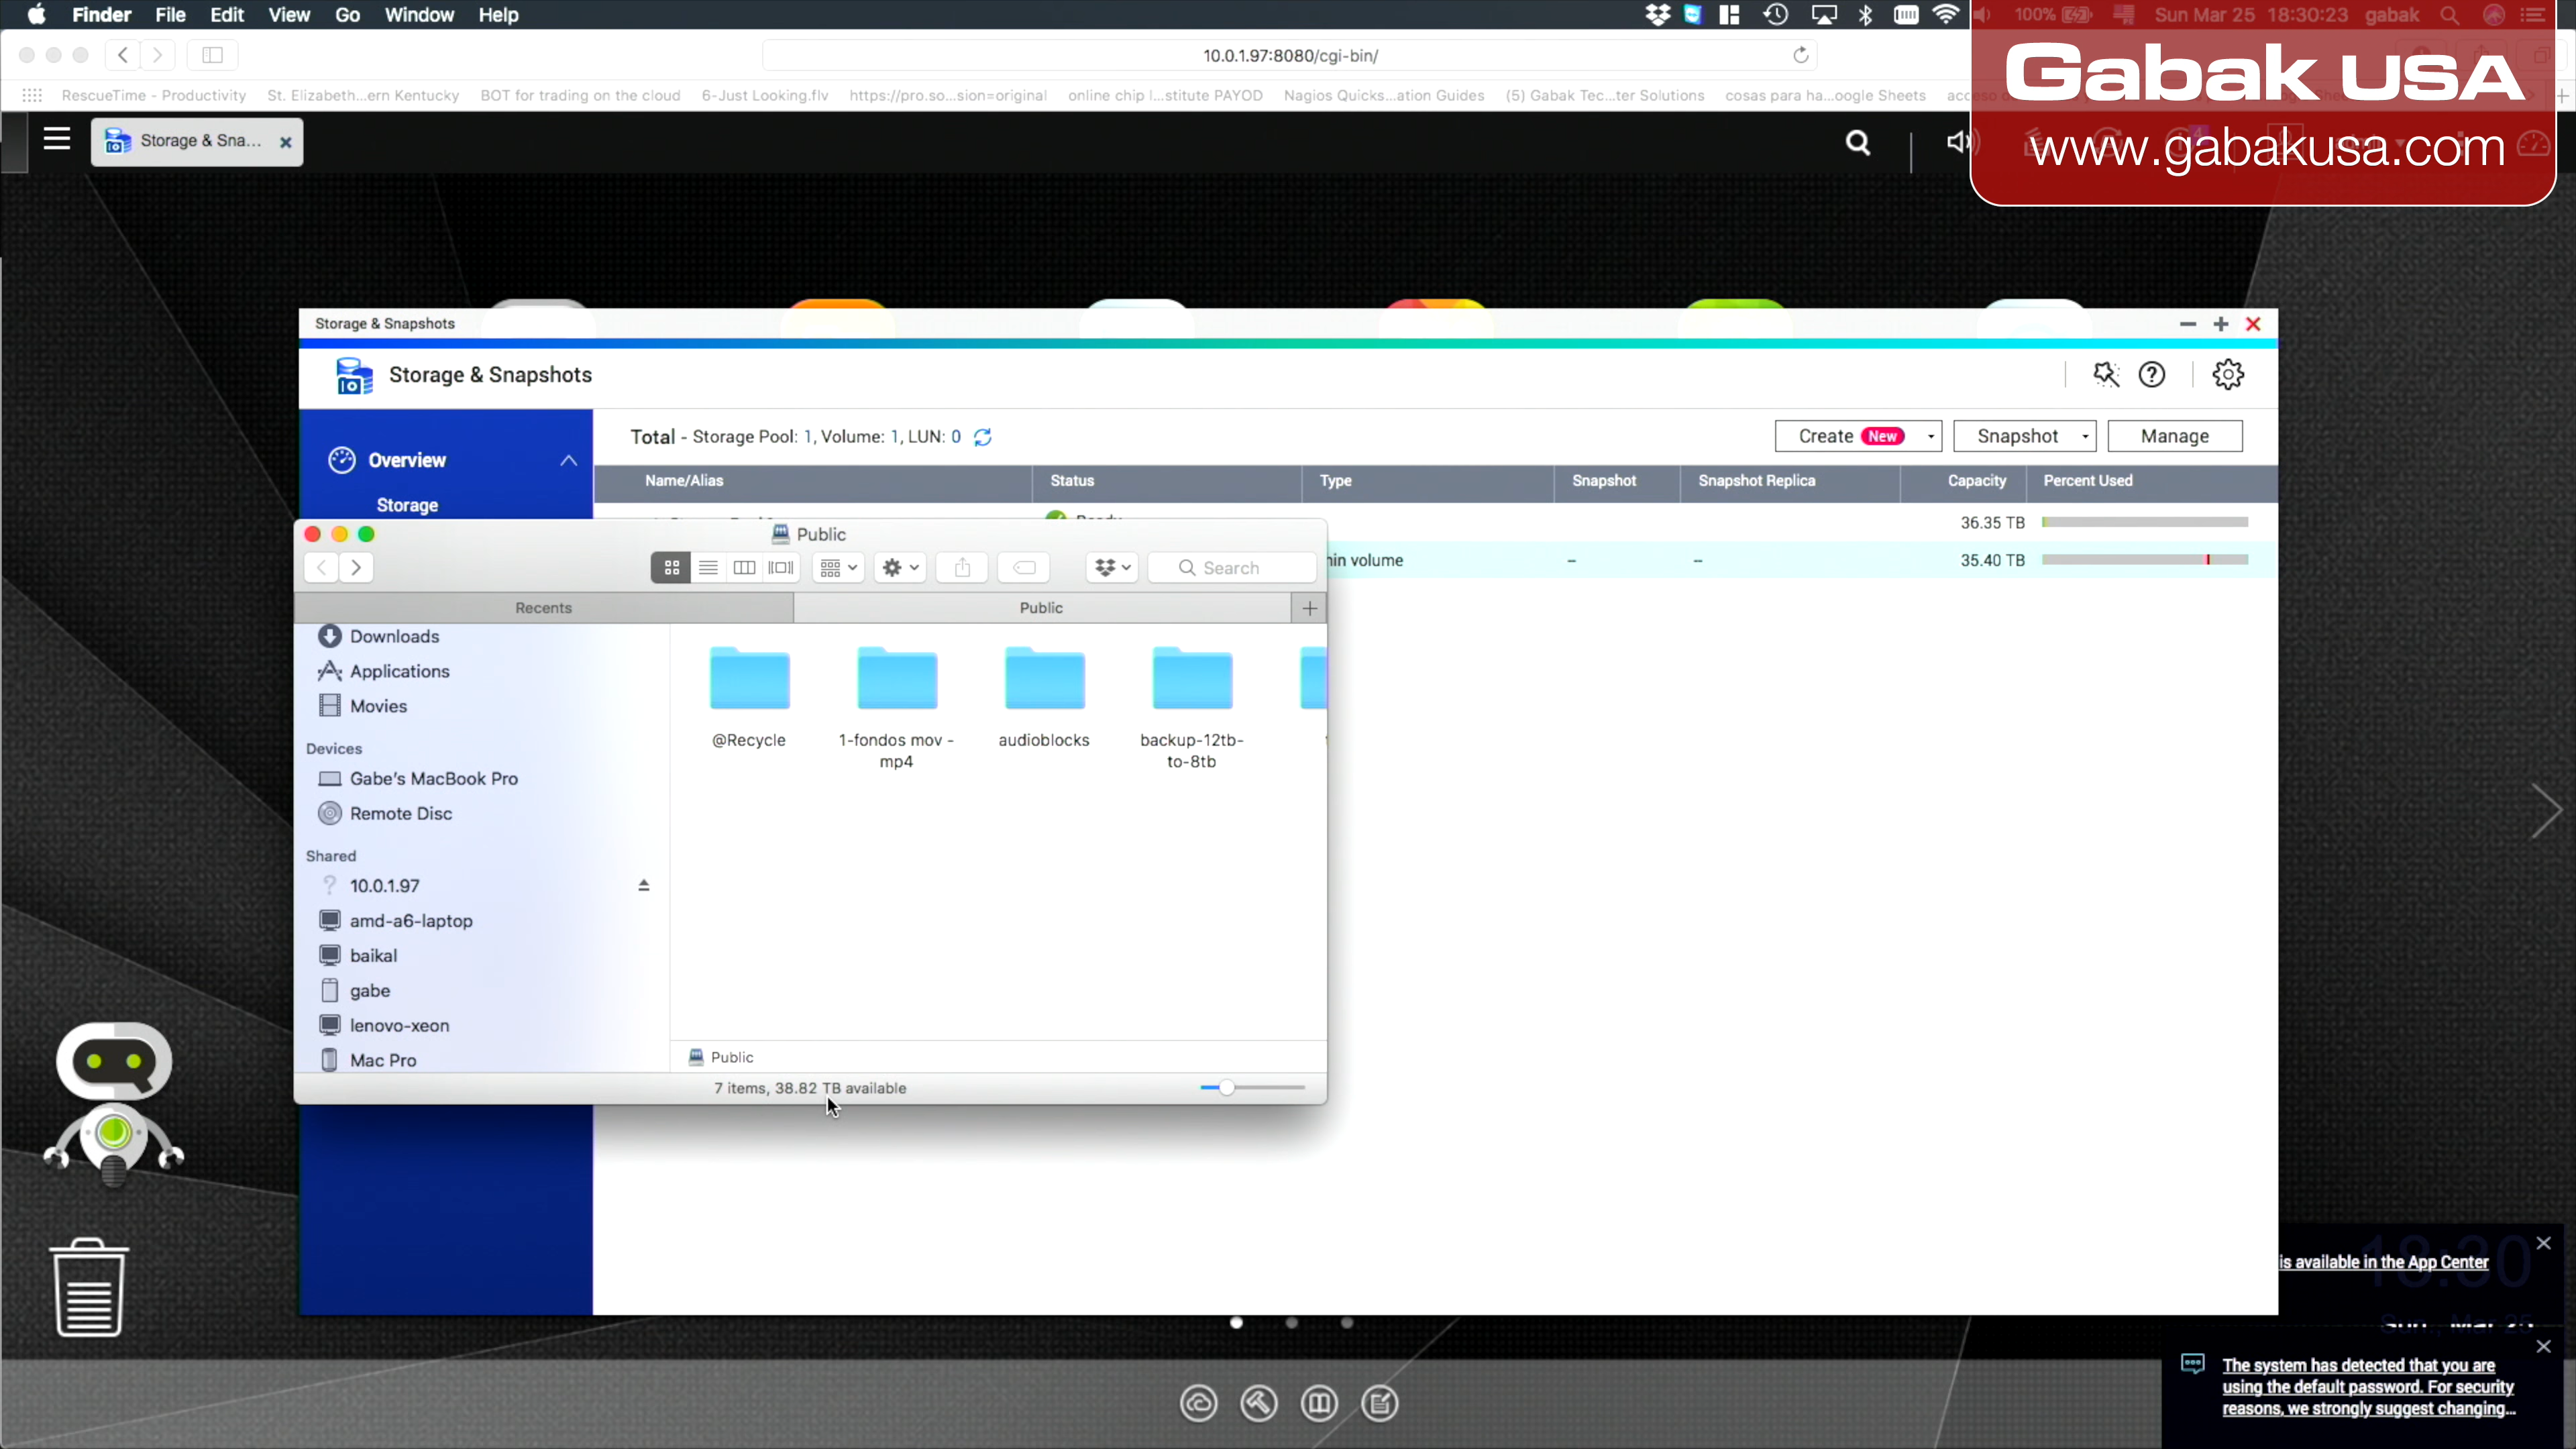 Finder File Edit View Go Window Help
100% Sun Mar 25 18:30:23 gabak
10.0.1.97:8080/cgi-bin/
RescueTime - Productivity St. Elizabeth...ern Kentucky BOT for trading on the cloud 6-Just Looking.flv https://pro.so...sion=original online chip l...stitute PAYOD Nagios Quicks...ation Guides (5) Gabak Tec...ter Solutions cosas para ha...oogle Sheets
Gabak USA
www.gabakusa.com
Storage & Sna...
Storage & Snapshots
Storage & Snapshots
Total - Storage Pool: 1, Volume: 1, LUN: 0
Create New Snapshot Manage
Overview
Storage
Name/Alias Status Type Snapshot Snapshot Replica Capacity Percent Used
36.35 TB
volume -- -- 35.40 TB
Public
Search
Recents Public
Downloads
Applications
Movies
Devices
Gabe's MacBook Pro
Remote Disc
Shared
10.0.1.97
amd-a6-laptop
baikal
gabe
lenovo-xeon
Mac Pro
@Recycle
1-fondos mov -
mp4
audioblocks
backup-12tb-
to-8tb
Public
7 items, 38.82 TB available
is available in the App Center
18:30
Sun., Mar 25
The system has detected that you are
using the default password. For security
reasons, we strongly suggest changing...